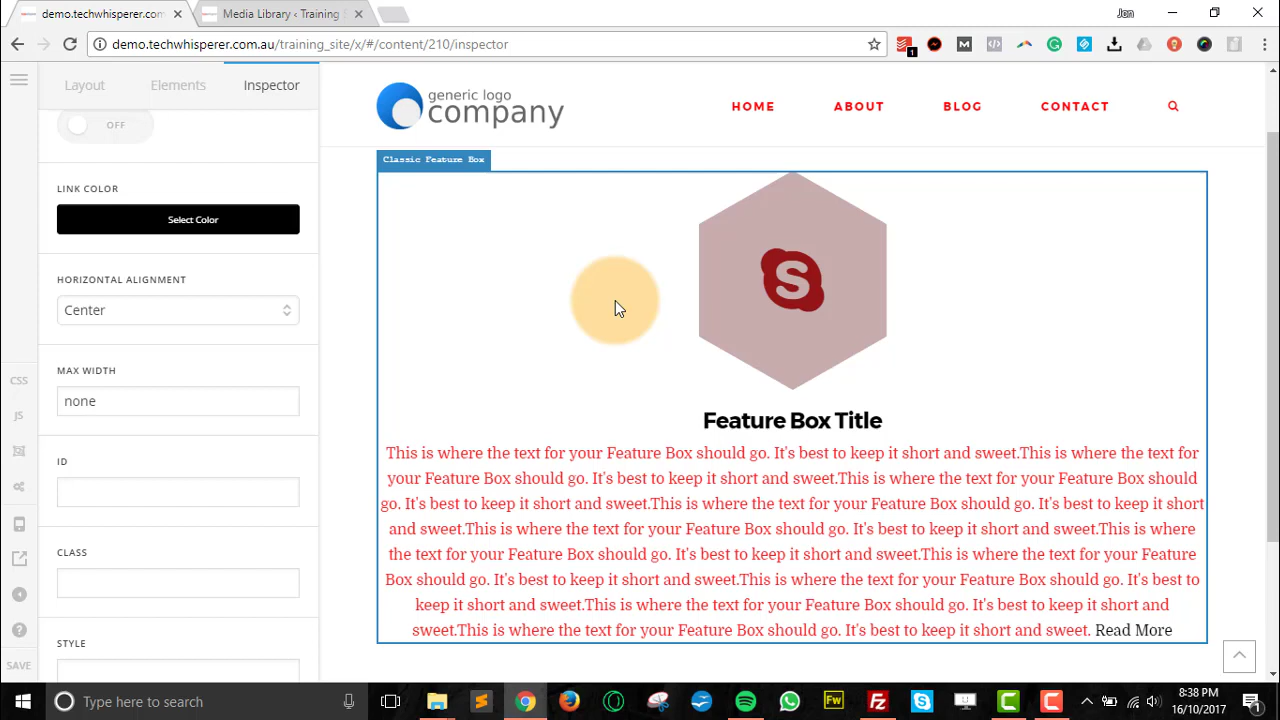 demo.techwhisperer.com
Media Library ‹ Training
Jon
demo.techwhisperer.com.au/training_site/x/#/content/210/inspector
1
Layout
Elements
Inspector
OFF
LINK COLOR
Select Color
HORIZONTAL ALIGNMENT
Center
MAX WIDTH
none
ID
CLASS
STYLE
CSS
JS
SAVE
generic logo
company
HOME
ABOUT
BLOG
CONTACT
Classic Feature Box
Feature Box Title
This is where the text for your Feature Box should go. It's best to keep it short and sweet.This is where the text for
your Feature Box should go. It's best to keep it short and sweet.This is where the text for your Feature Box should
go. It's best to keep it short and sweet.This is where the text for your Feature Box should go. It's best to keep it short
and sweet.This is where the text for your Feature Box should go. It's best to keep it short and sweet.This is where
the text for your Feature Box should go. It's best to keep it short and sweet.This is where the text for your Feature
Box should go. It's best to keep it short and sweet.This is where the text for your Feature Box should go. It's best to
keep it short and sweet.This is where the text for your Feature Box should go. It's best to keep it short and
sweet.This is where the text for your Feature Box should go. It's best to keep it short and sweet. Read More
Type here to search
Fw
8:38 PM
16/10/2017
1